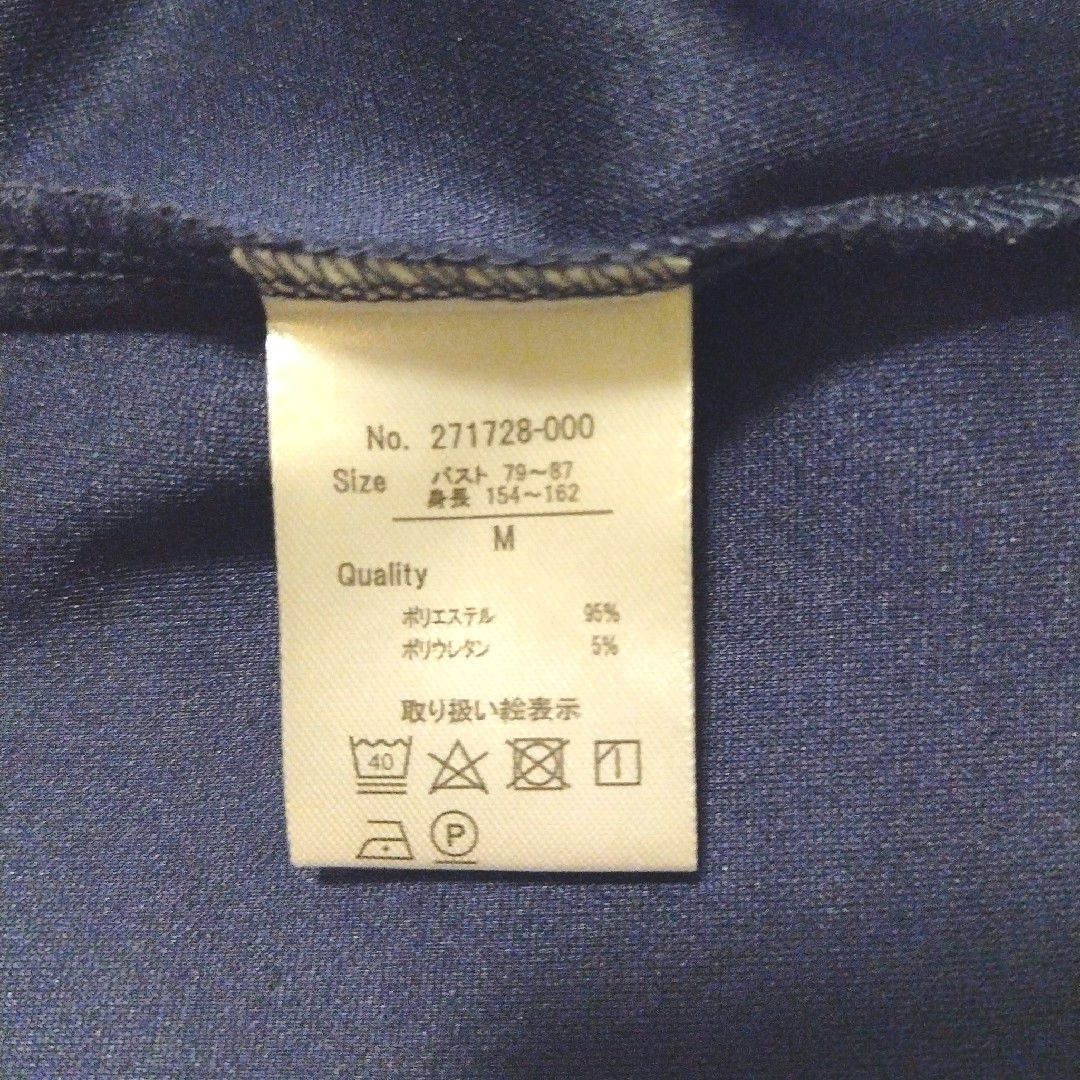 No. 271728-000
Size バスト 79～87
身長 154～162
M
Quality
ポリエステル 95%
ポリウレタン 5%
取り扱い絵表示
40
P